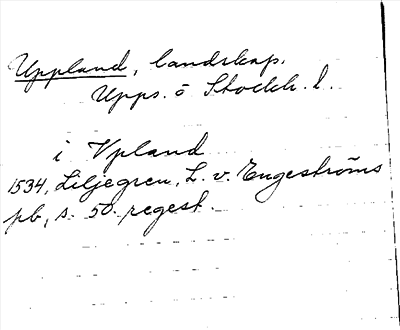 Uppland, landskap.
Upps. o Stockh. l.
i Vpland
1534, Liljegren, L. v. Engeströms
pb, s. 50. regest.